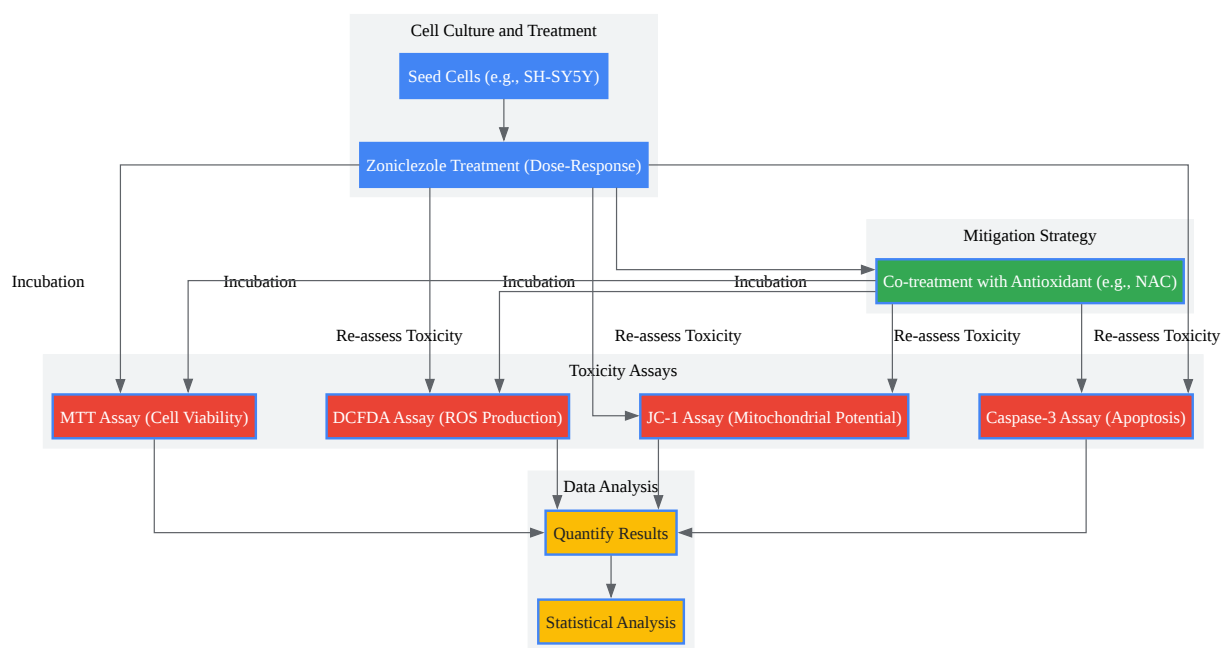 Cell Culture and Treatment
Seed Cells (e.g., SH-SY5Y)
Zoniclezole Treatment (Dose-Response)
Mitigation Strategy
Co-treatment with Antioxidant (e.g., NAC)
Incubation
Incubation
Incubation
Incubation
Re-assess Toxicity
Re-assess Toxicity
Re-assess Toxicity
Re-assess Toxicity
Toxicity Assays
MTT Assay (Cell Viability)
DCFDA Assay (ROS Production)
JC-1 Assay (Mitochondrial Potential)
Caspase-3 Assay (Apoptosis)
Data Analysis
Quantify Results
Statistical Analysis